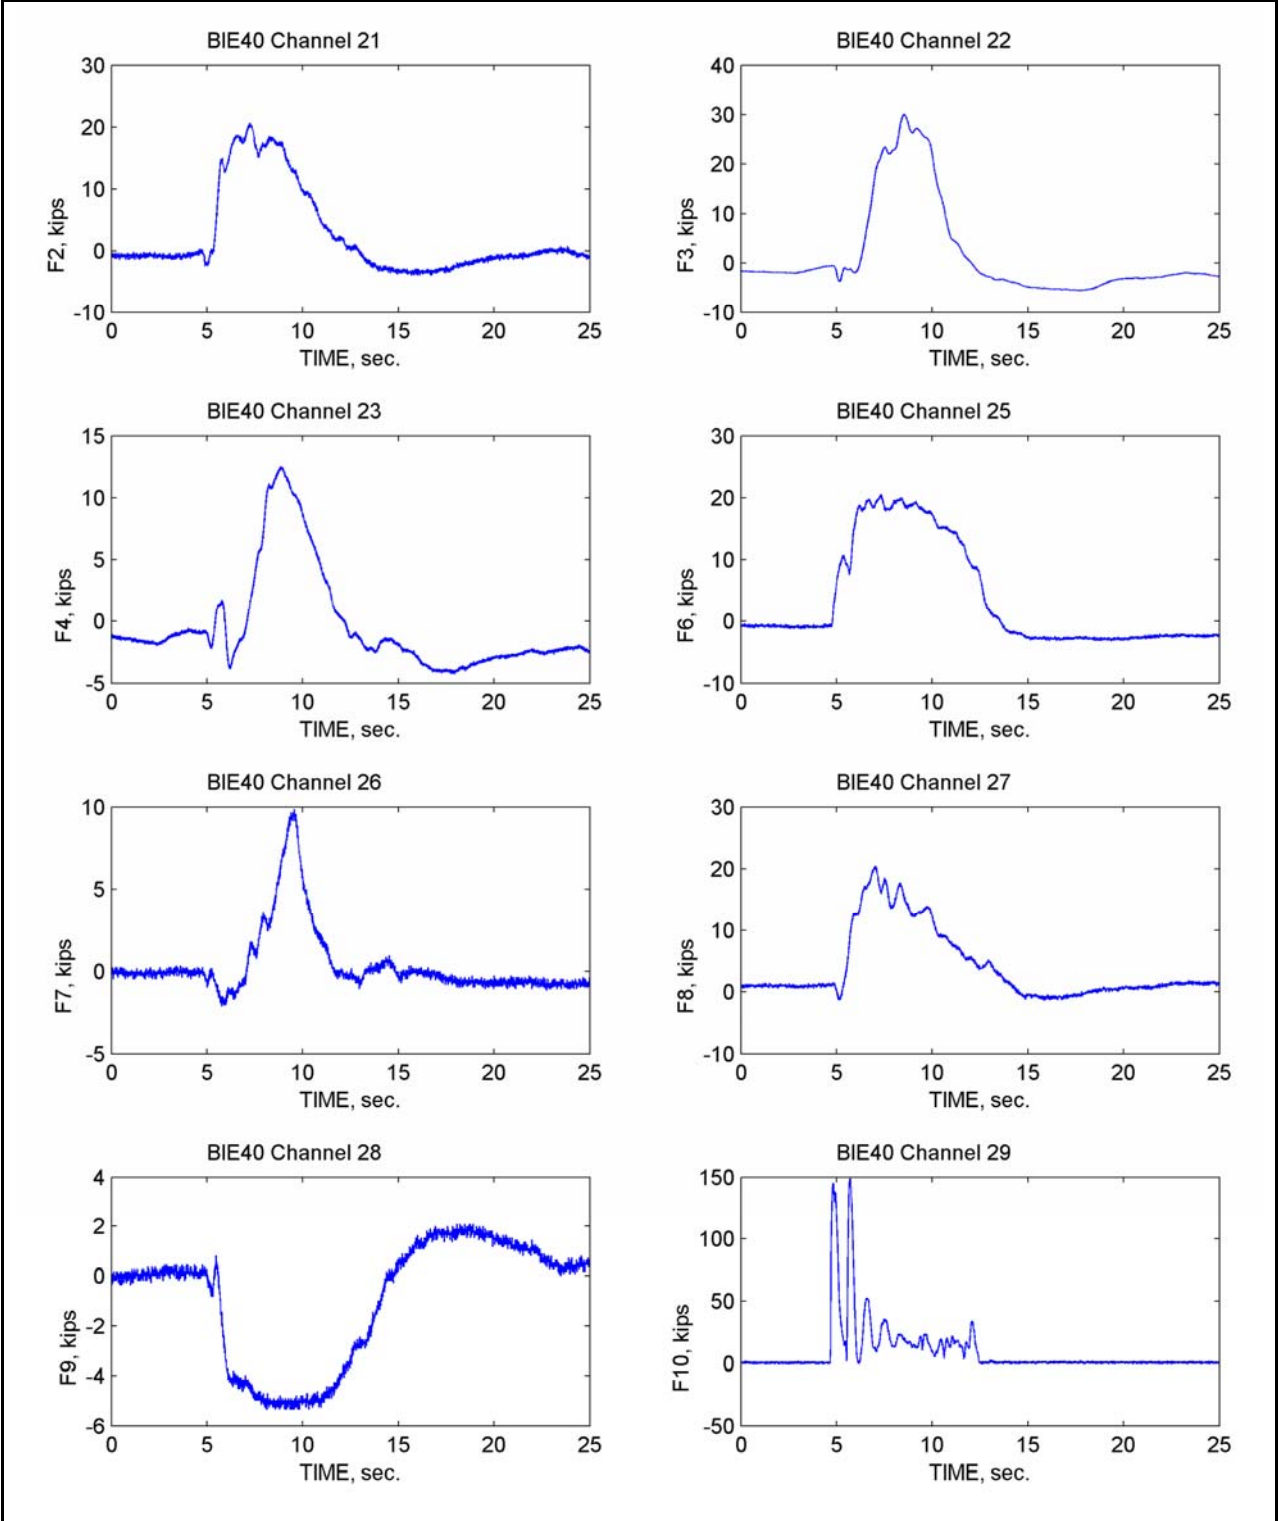 BIE40 Channel 21
30
20
10
0
-10
F2, kips
0 5 10 15 20 25
TIME, sec.
BIE40 Channel 22
40
30
20
10
0
-10
F3, kips
0 5 10 15 20 25
TIME, sec.
BIE40 Channel 23
15
10
5
0
-5
F4, kips
0 5 10 15 20 25
TIME, sec.
BIE40 Channel 25
30
20
10
0
-10
F6, kips
0 5 10 15 20 25
TIME, sec.
BIE40 Channel 26
10
5
0
-5
F7, kips
0 5 10 15 20 25
TIME, sec.
BIE40 Channel 27
30
20
10
0
-10
F8, kips
0 5 10 15 20 25
TIME, sec.
BIE40 Channel 28
4
2
0
-2
-4
-6
F9, kips
0 5 10 15 20 25
TIME, sec.
BIE40 Channel 29
150
100
50
0
-50
F10, kips
0 5 10 15 20 25
TIME, sec.